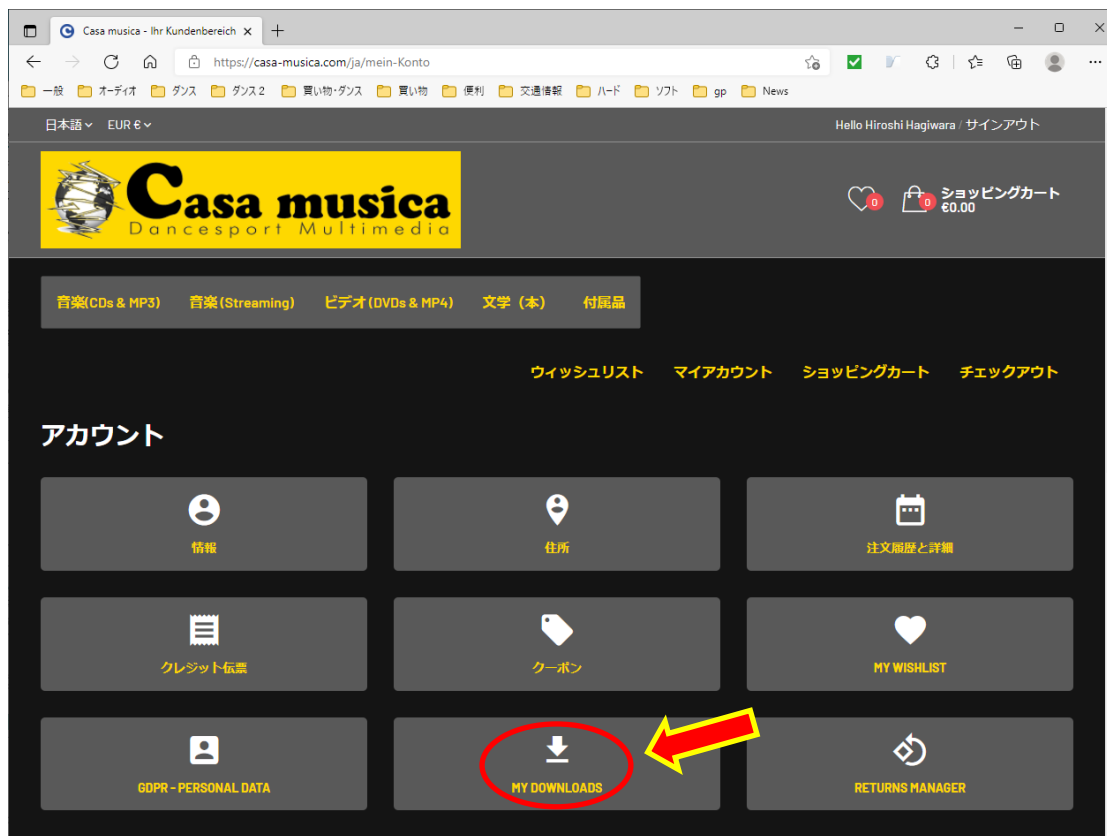 Casa musica - Ihr Kundenbereich
https://casa-musica.com/ja/mein-Konto
一般 オーディオ ダンス ダンス2 買い物・ダンス 買い物 便利 交通情報 ハード ソフト gp News
日本語 EUR € Hello Hiroshi Hagiwara / サインアウト
Casa musica
Dancesport Multimedia
0 0 ショッピングカート
€0.00
音楽(CDs & MP3) 音楽(Streaming) ビデオ(DVDs & MP4) 文学（本） 付属品
ウィッシュリスト マイアカウント ショッピングカート チェックアウト
アカウント
情報 住所 注文履歴と詳細
クレジット伝票 クーポン MY WISHLIST
GDPR - PERSONAL DATA MY DOWNLOADS RETURNS MANAGER